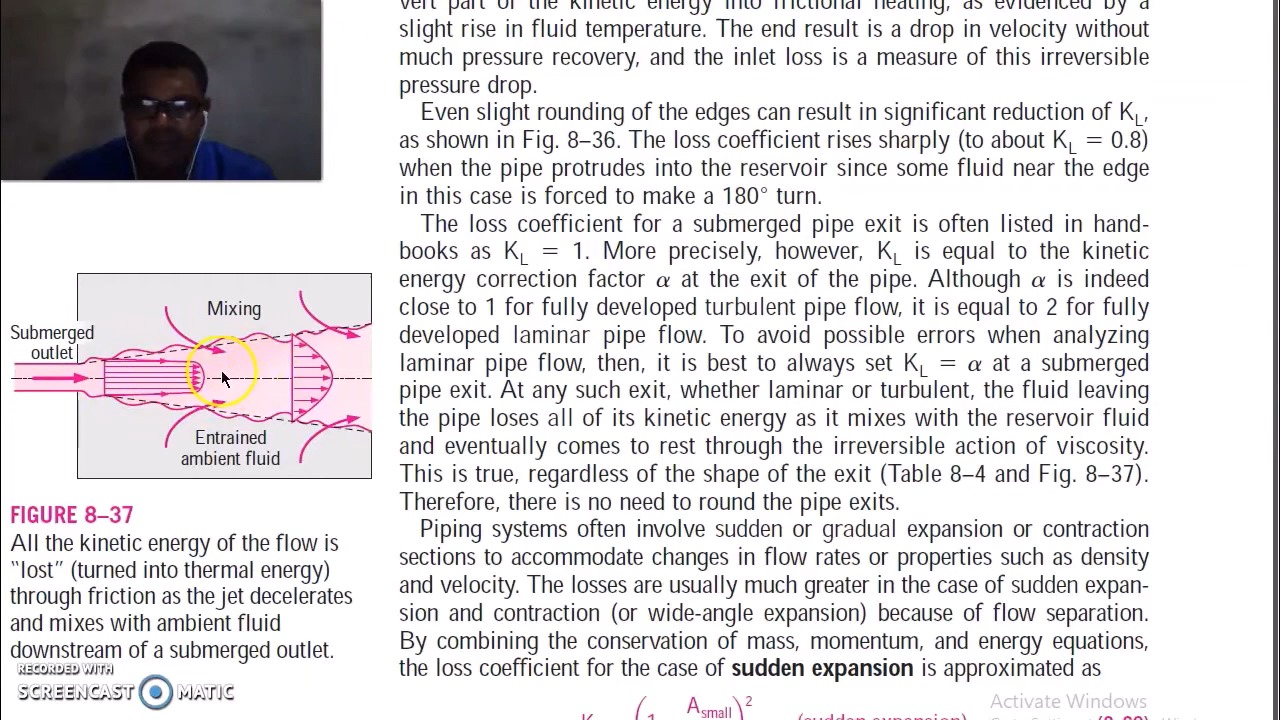 vert part of the kinetic energy into frictional heating, as evidenced by a
slight rise in fluid temperature. The end result is a drop in velocity without
much pressure recovery, and the inlet loss is a measure of this irreversible
pressure drop.
Even slight rounding of the edges can result in significant reduction of KL,
as shown in Fig. 8–36. The loss coefficient rises sharply (to about KL = 0.8)
when the pipe protrudes into the reservoir since some fluid near the edge
in this case is forced to make a 180° turn.
The loss coefficient for a submerged pipe exit is often listed in hand-
books as KL = 1. More precisely, however, KL is equal to the kinetic
energy correction factor α at the exit of the pipe. Although α is indeed
close to 1 for fully developed turbulent pipe flow, it is equal to 2 for fully
developed laminar pipe flow. To avoid possible errors when analyzing
laminar pipe flow, then, it is best to always set KL = α at a submerged
pipe exit. At any such exit, whether laminar or turbulent, the fluid leaving
the pipe loses all of its kinetic energy as it mixes with the reservoir fluid
and eventually comes to rest through the irreversible action of viscosity.
This is true, regardless of the shape of the exit (Table 8–4 and Fig. 8–37).
Therefore, there is no need to round the pipe exits.
Piping systems often involve sudden or gradual expansion or contraction
sections to accommodate changes in flow rates or properties such as density
and velocity. The losses are usually much greater in the case of sudden expan-
sion and contraction (or wide-angle expansion) because of flow separation.
By combining the conservation of mass, momentum, and energy equations,
the loss coefficient for the case of sudden expansion is approximated as
Asmall 2
(sudden expansion)
Mixing
Submerged
outlet
Entrained
ambient fluid
FIGURE 8–37
All the kinetic energy of the flow is
"lost" (turned into thermal energy)
through friction as the jet decelerates
and mixes with ambient fluid
downstream of a submerged outlet.
RECORDED WITH
SCREENCAST MATIC
Activate Windows